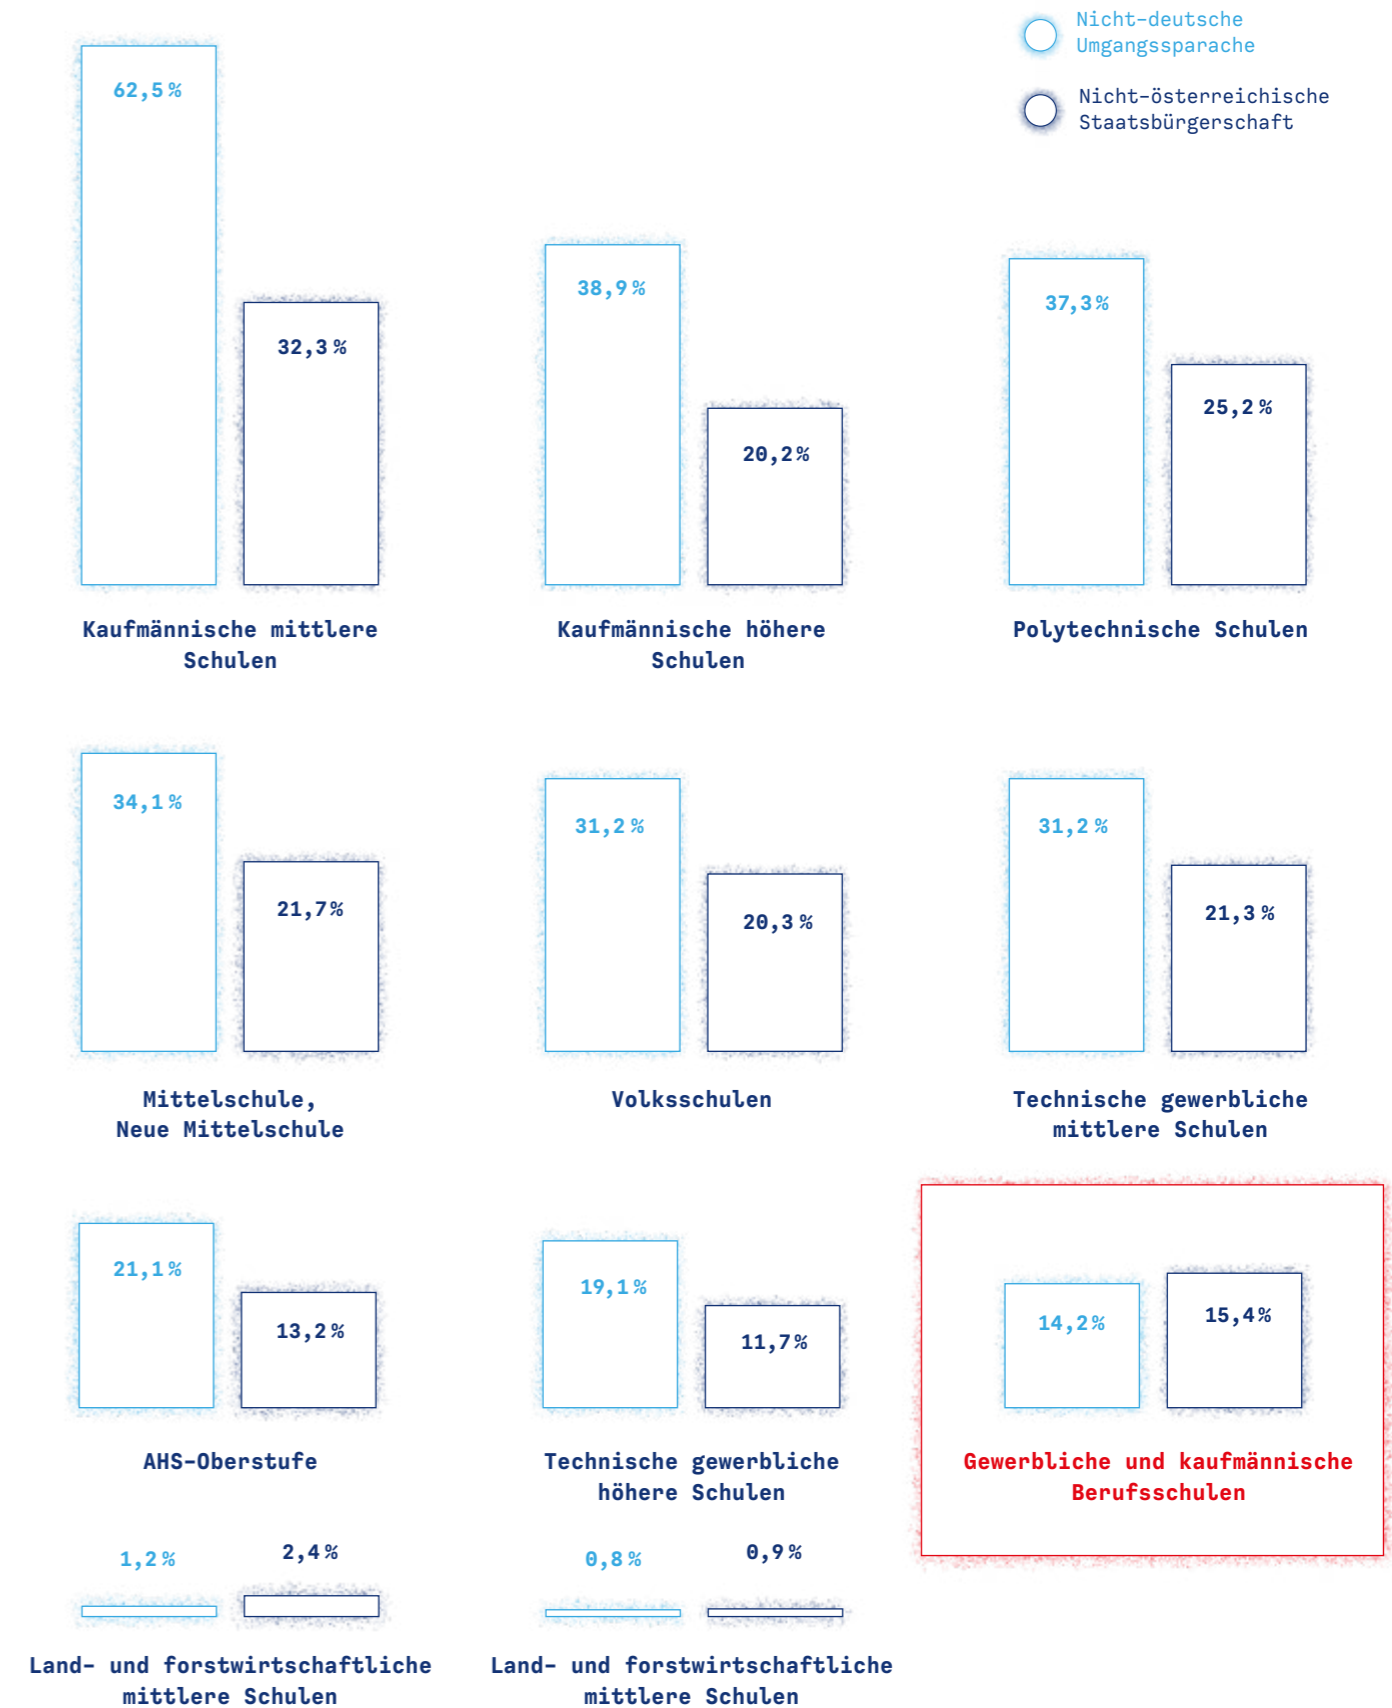 Nicht-deutsche
Umgangssparache
Nicht-österreichische
Staatsbürgerschaft
62,5 %
32,3 %
Kaufmännische mittlere
Schulen
38,9 %
20,2 %
Kaufmännische höhere
Schulen
37,3 %
25,2 %
Polytechnische Schulen
34,1 %
21,7 %
Mittelschule,
Neue Mittelschule
31,2 %
20,3 %
Volksschulen
31,2 %
21,3 %
Technische gewerbliche
mittlere Schulen
21,1 %
13,2 %
AHS-Oberstufe
19,1 %
11,7 %
Technische gewerbliche
höhere Schulen
14,2 %
15,4 %
Gewerbliche und kaufmännische
Berufsschulen
1,2 %
2,4 %
Land- und forstwirtschaftliche
mittlere Schulen
0,8 %
0,9 %
Land- und forstwirtschaftliche
mittlere Schulen